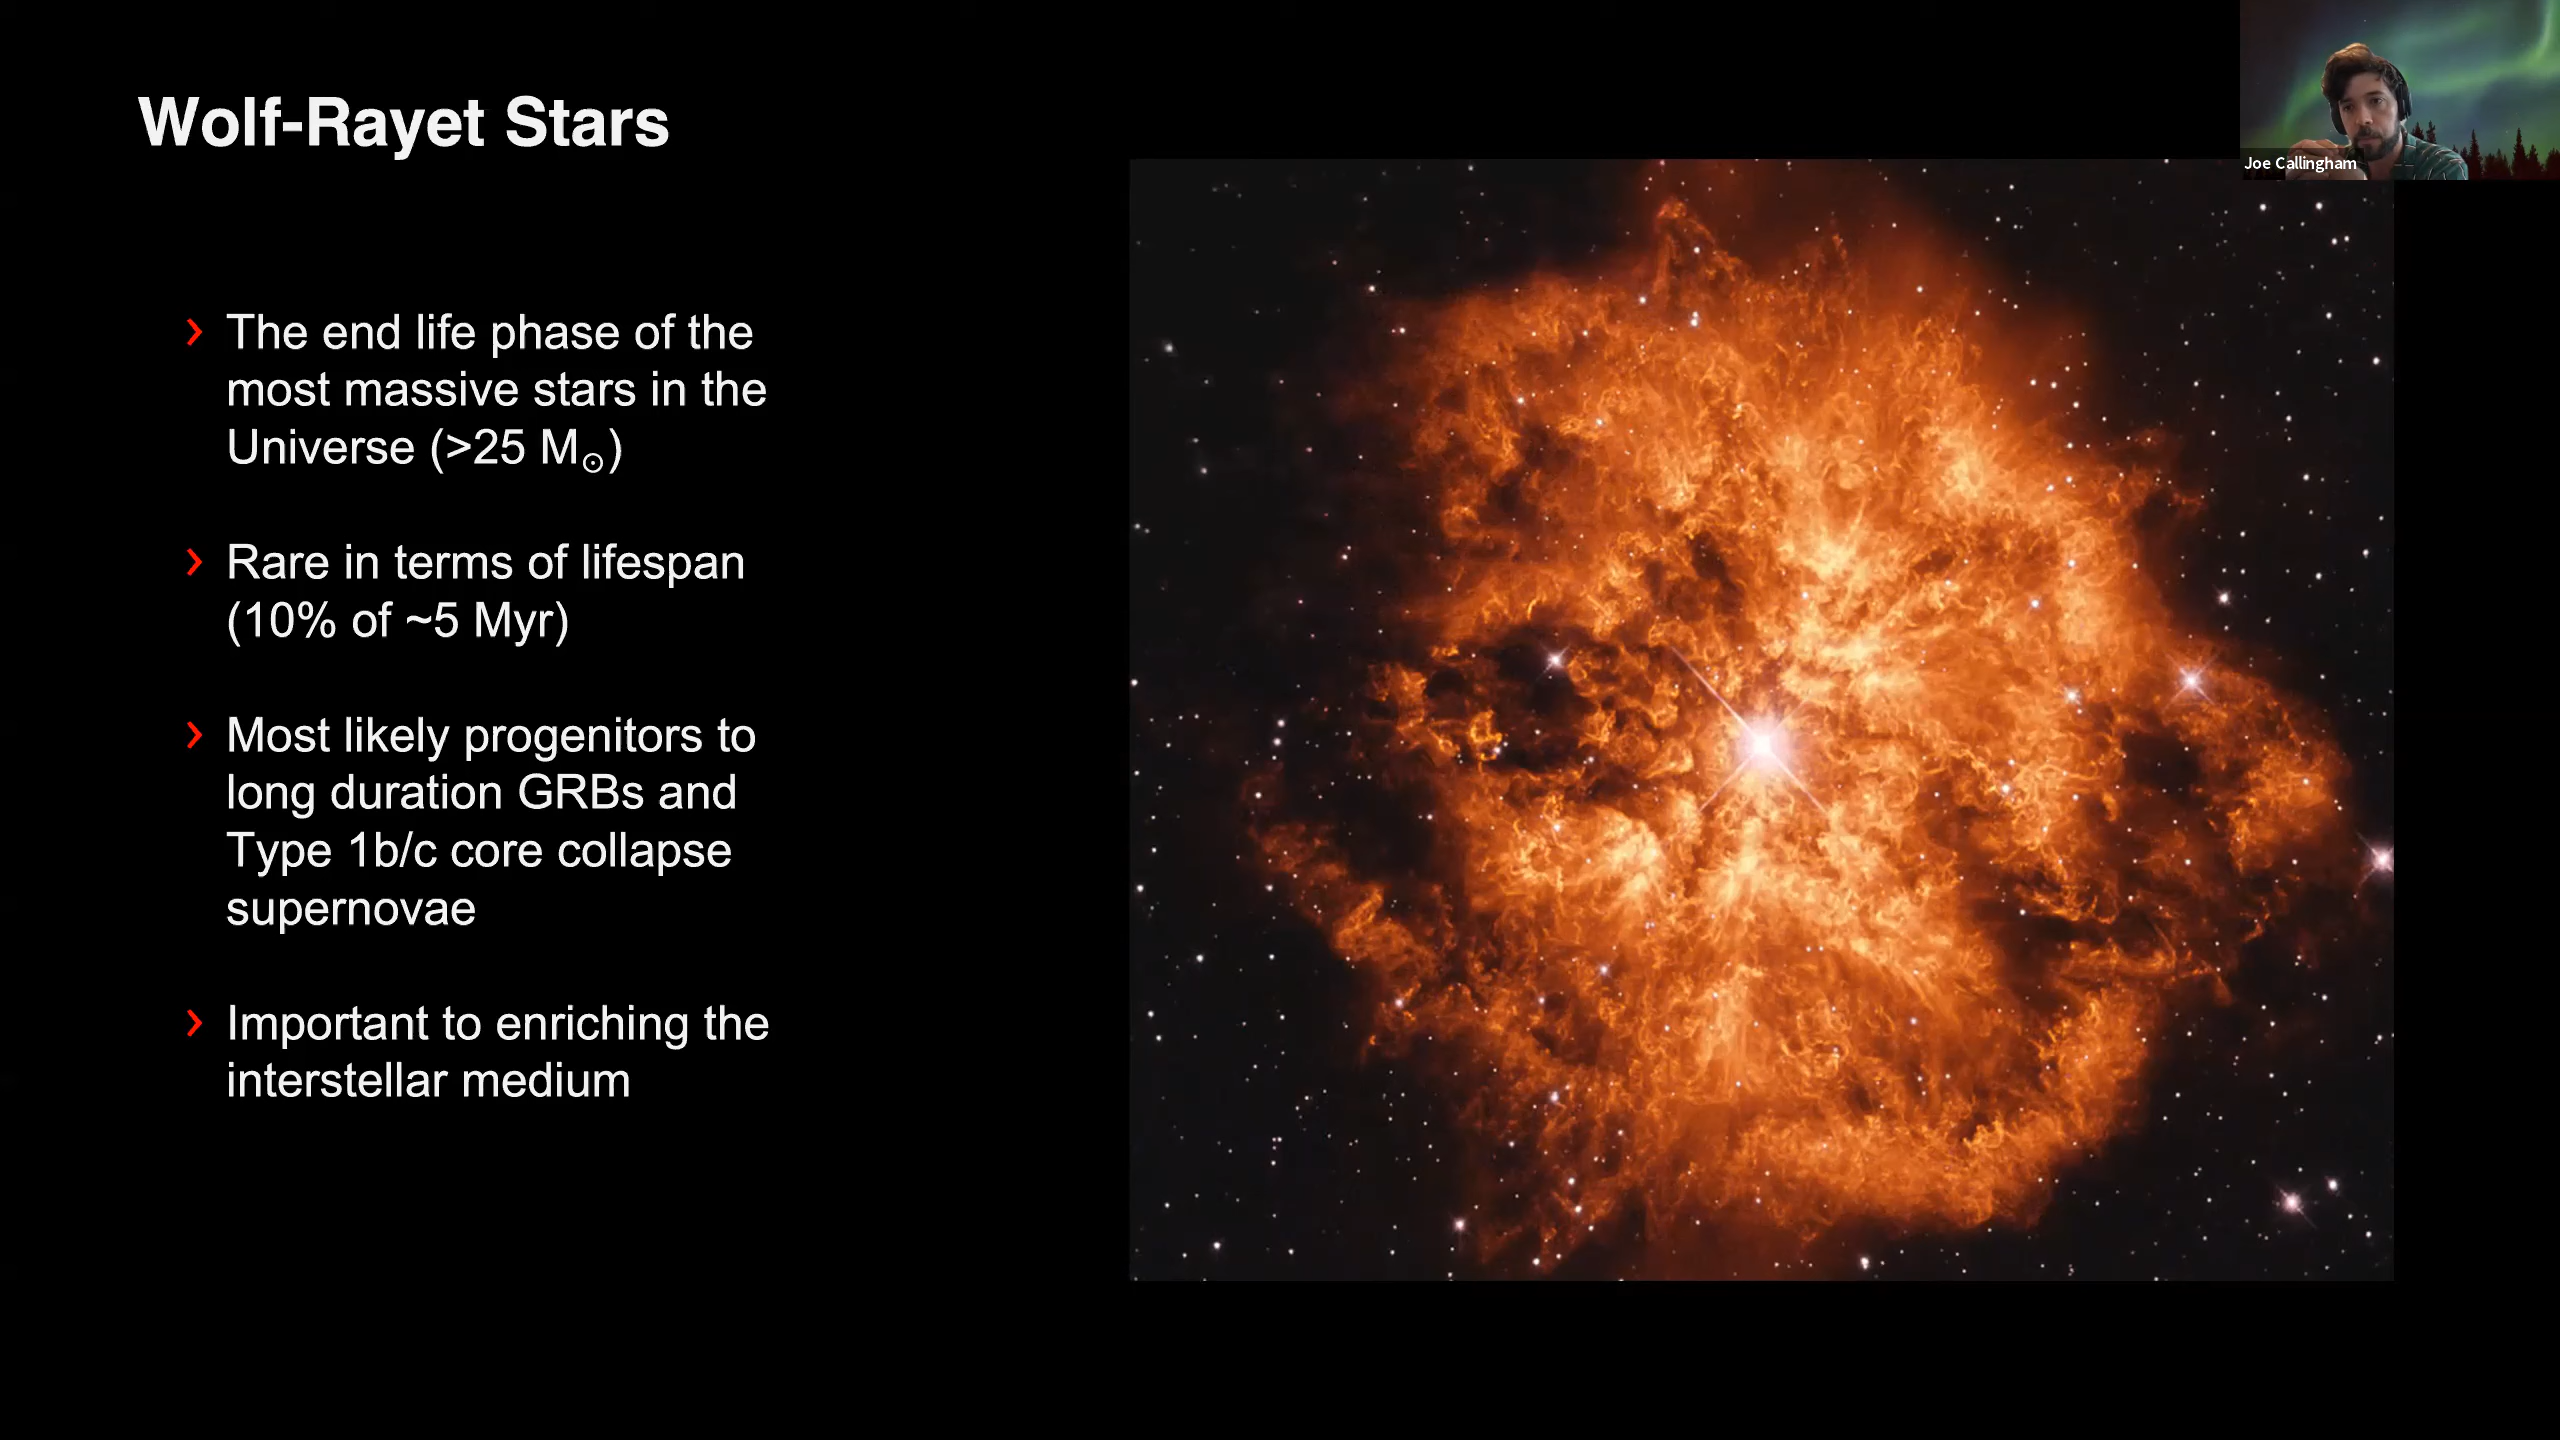 Wolf-Rayet Stars
Joe Callingham
› The end life phase of the
most massive stars in the
Universe (>25 M☉)
› Rare in terms of lifespan
(10% of ~5 Myr)
› Most likely progenitors to
long duration GRBs and
Type 1b/c core collapse
supernovae
› Important to enriching the
interstellar medium